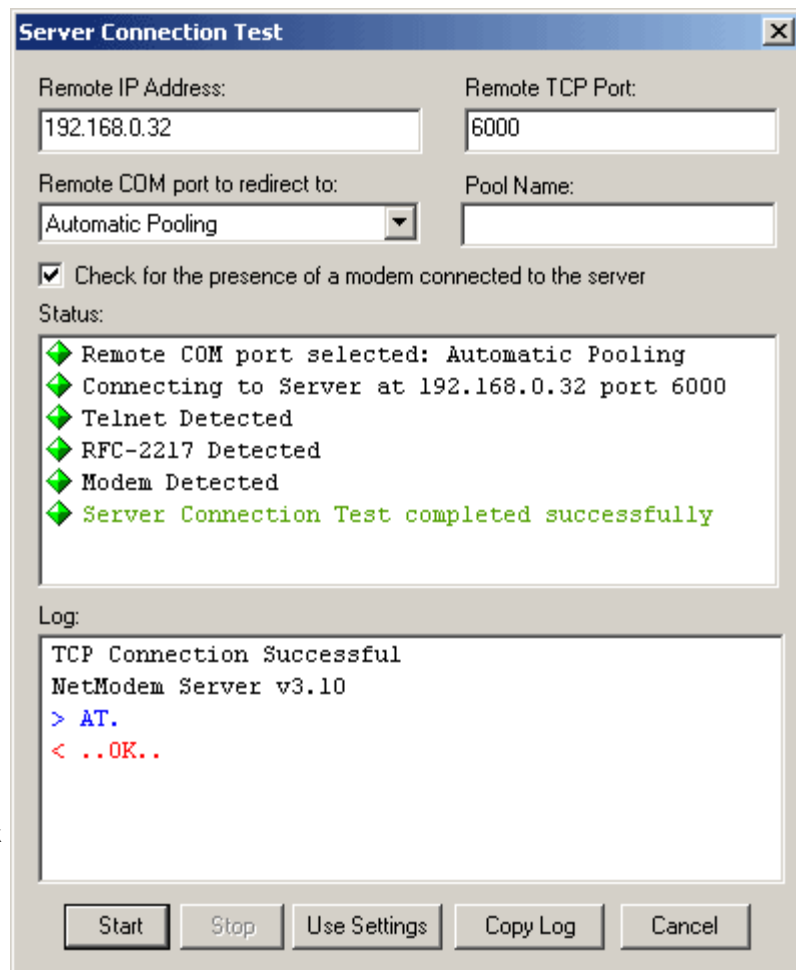 Server Connection Test
Remote IP Address:
Remote TCP Port:
192.168.0.32
6000
Remote COM port to redirect to:
Pool Name:
Automatic Pooling
Check for the presence of a modem connected to the server
Status:
Remote COM port selected: Automatic Pooling
Connecting to Server at 192.168.0.32 port 6000
Telnet Detected
RFC-2217 Detected
Modem Detected
Server Connection Test completed successfully
Log:
TCP Connection Successful
NetModem Server v3.10
> AT.
< ..OK..
Start
Stop
Use Settings
Copy Log
Cancel